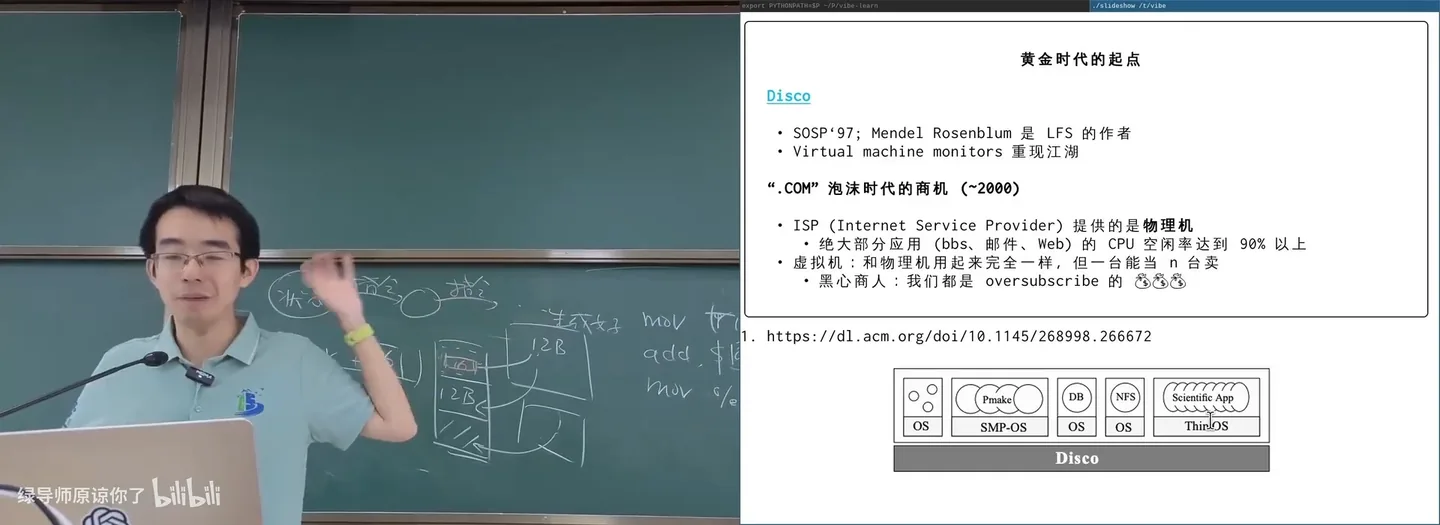 export PYTHONPATH=$P ~/P/vibe-learn
./slideshow /t/vibe
黄金时代的起点
Disco
• SOSP‘97; Mendel Rosenblum 是 LFS 的作者
• Virtual machine monitors 重现江湖
“.COM” 泡沫时代的商机 (~2000)
• ISP (Internet Service Provider) 提供的是物理机
• 绝大部分应用 (bbs、邮件、Web) 的 CPU 空闲率达到 90% 以上
• 虚拟机：和物理机用起来完全一样，但一台能当 n 台卖
• 黑心商人：我们都是 oversubscribe 的 💰💰💰
1. https://dl.acm.org/doi/10.1145/268998.266672
Pmake
DB
NFS
Scientific App
OS
SMP-OS
OS
OS
Thin OS
Disco
指令
mov
12B
add
12B
mov
绿导师原谅你了 bilibili